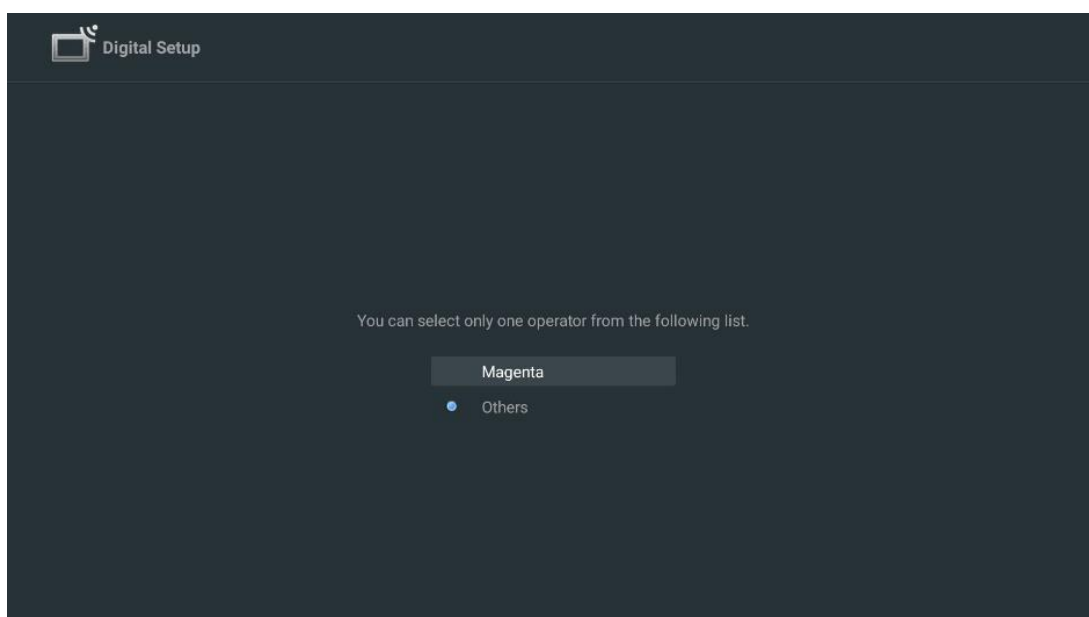 Digital Setup
You can select only one operator from the following list.
Magenta
Others